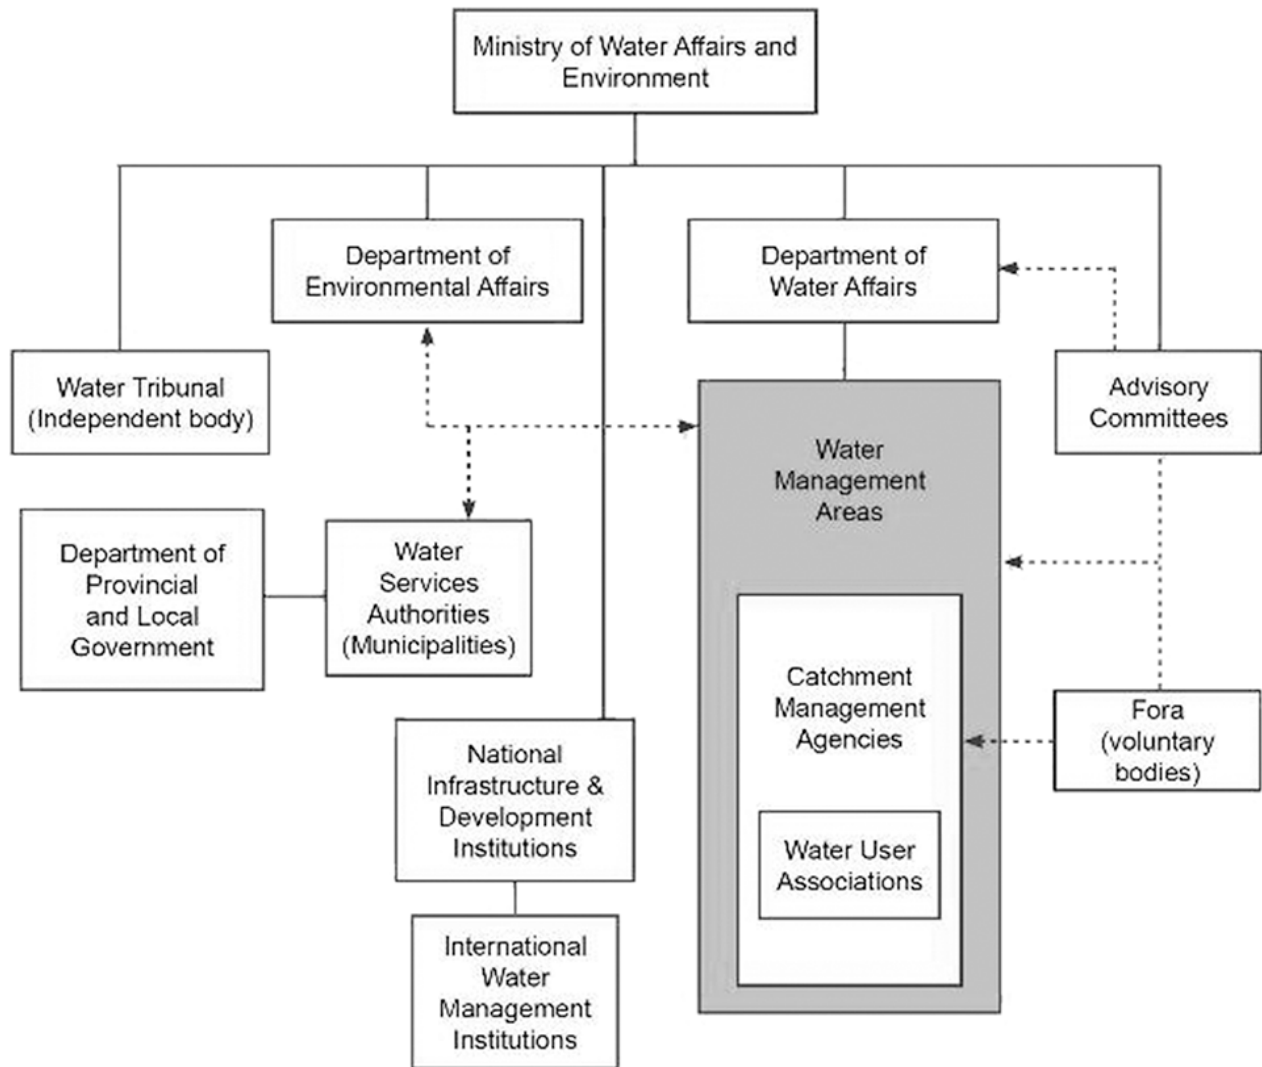 Ministry of Water Affairs and
Environment
Department of
Environmental Affairs
Department of
Water Affairs
Water Tribunal
(Independent body)
Advisory
Committees
Water
Management
Areas
Department of
Provincial
and Local
Government
Water
Services
Authorities
(Municipalities)
Catchment
Management
Agencies
Fora
(voluntary
bodies)
National
Infrastructure &
Development
Institutions
Water User
Associations
International
Water
Management
Institutions